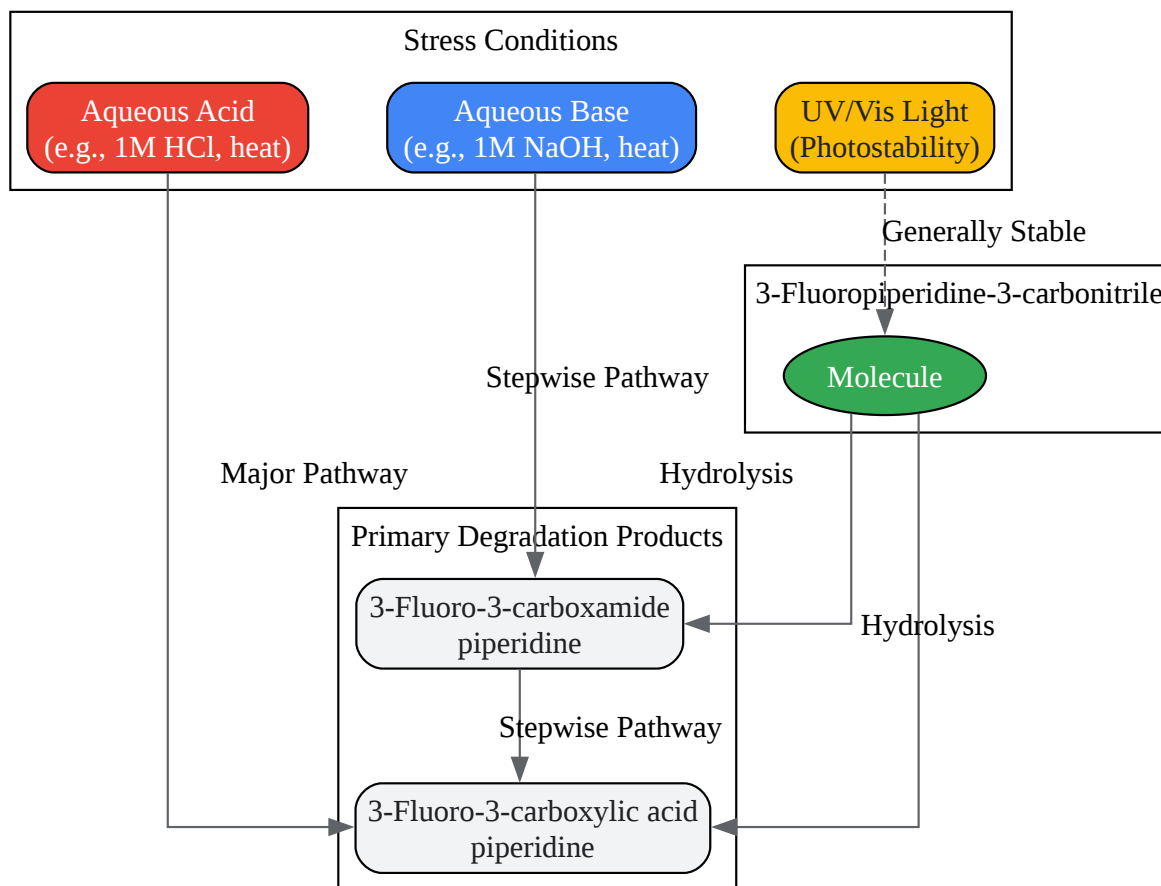 Stress Conditions
Aqueous Acid
(e.g., 1M HCl, heat)
Aqueous Base
(e.g., 1M NaOH, heat)
UV/Vis Light
(Photostability)
Generally Stable
3-Fluoropiperidine-3-carbonitrile
Molecule
Stepwise Pathway
Major Pathway
Hydrolysis
Primary Degradation Products
3-Fluoro-3-carboxamide
piperidine
Hydrolysis
Stepwise Pathway
3-Fluoro-3-carboxylic acid
piperidine